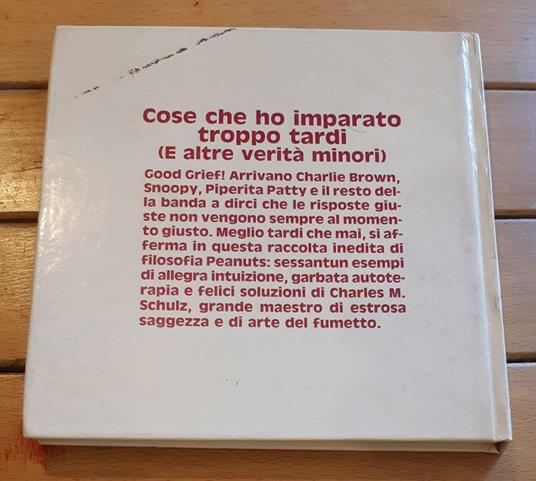 Cose che ho imparato
troppo tardi
(E altre verità minori)
Good Grief! Arrivano Charlie Brown,
Snoopy, Piperita Patty e il resto del-
la banda a dirci che le risposte giu-
ste non vengono sempre al momen-
to giusto. Meglio tardi che mai, si af-
ferma in questa raccolta inedita di
filosofia Peanuts: sessantun esempi
di allegra intuizione, garbata autote-
rapia e felici soluzioni di Charles M.
Schulz, grande maestro di estrosa
saggezza e di arte del fumetto.